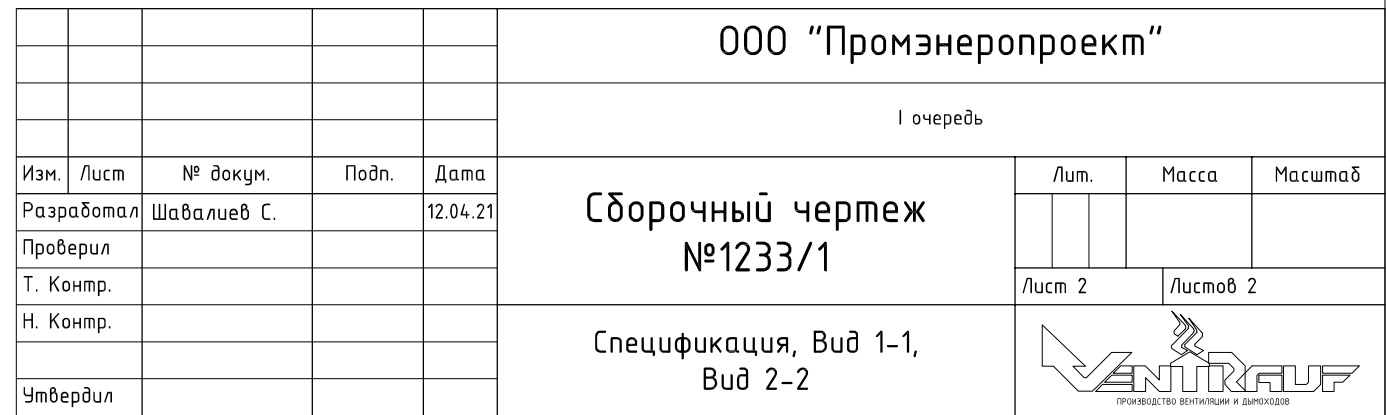 ООО "Промэнеропроект"
I очередь
Изм. Лист № докум. Подп. Дата
Разработал Шавалиев С. 12.04.21
Проверил
Т. Контр.
Н. Контр.
Утвердил
Сборочный чертеж
№1233/1
Лит. Масса Масштаб
Лист 2 Листов 2
Спецификация, Вид 1-1,
Вид 2-2
VENTRAUF
ПРОИЗВОДСТВО ВЕНТИЛЯЦИИ И ДЫМОХОДОВ